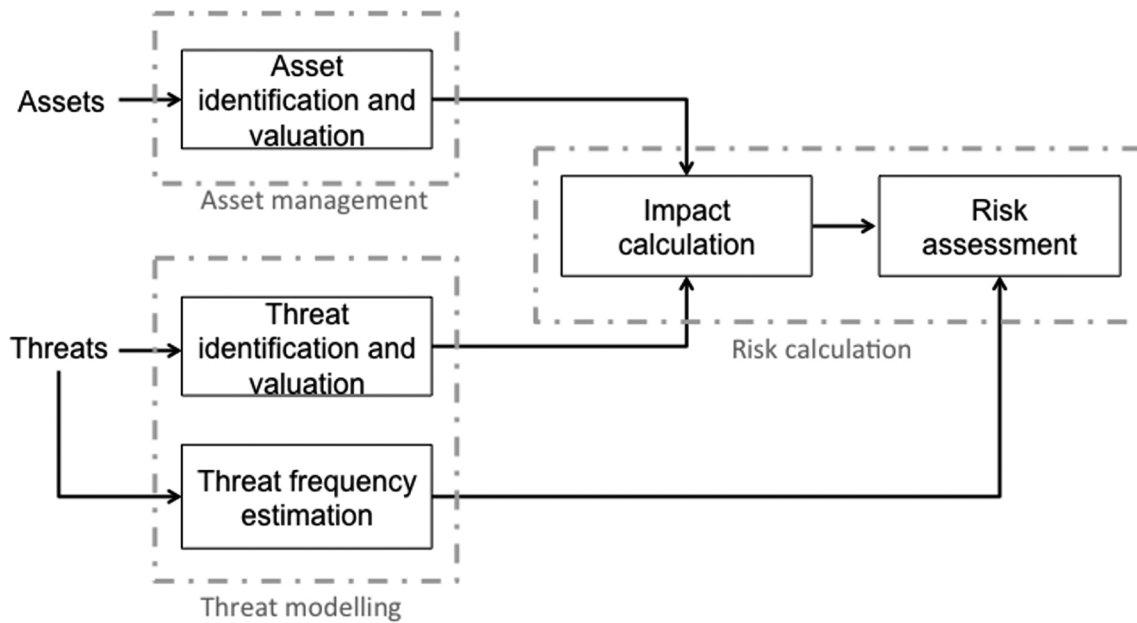 Assets
Asset
identification and
valuation
Asset management
Impact
calculation
Risk
assessment
Risk calculation
Threats
Threat
identification and
valuation
Threat frequency
estimation
Threat modelling